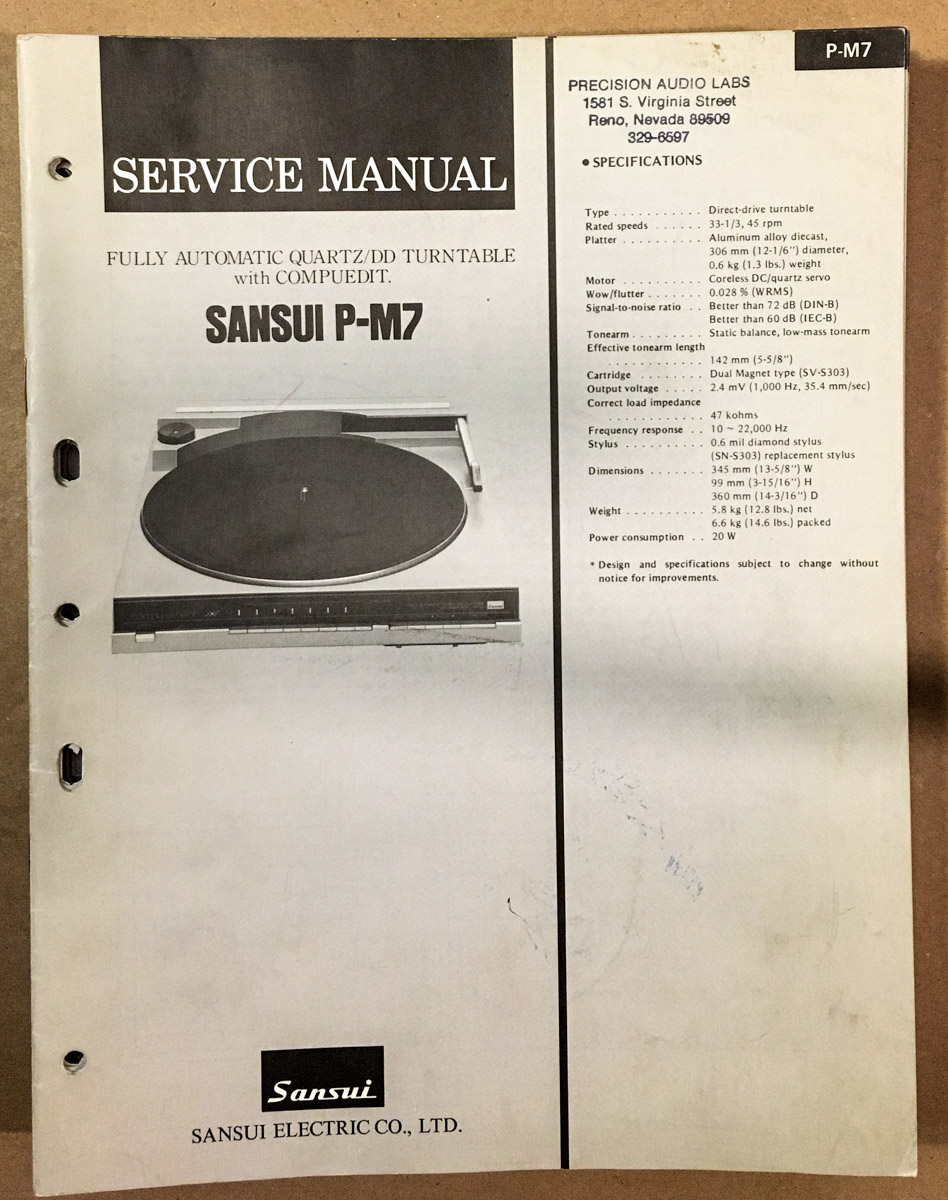 P-M7
SERVICE MANUAL
FULLY AUTOMATIC QUARTZ/DD TURNTABLE
with COMPUEDIT.
SANSUI P-M7
Sansui
SANSUI ELECTRIC CO., LTD.
PRECISION AUDIO LABS
1581 S. Virginia Street
Reno, Nevada 89509
329-6597
● SPECIFICATIONS
Type . . . . . . . . . . . Direct-drive turntable
Rated speeds . . . . . . 33-1/3, 45 rpm
Platter . . . . . . . . . . Aluminum alloy diecast,
306 mm (12-1/6") diameter,
0.6 kg (1.3 lbs.) weight
Motor . . . . . . . . . . Coreless DC/quartz servo
Wow/flutter . . . . . . . 0.028 % (WRMS)
Signal-to-noise ratio . . Better than 72 dB (DIN-B)
Better than 60 dB (IEC-B)
Tonearm . . . . . . . . . Static balance, low-mass tonearm
Effective tonearm length
. . . . . . . . . . . . 142 mm (5-5/8")
Cartridge . . . . . . . . Dual Magnet type (SV-S303)
Output voltage . . . . . 2.4 mV (1,000 Hz, 35.4 mm/sec)
Correct load impedance
. . . . . . . . . . . . 47 kohms
Frequency response . . 10 ~ 22,000 Hz
Stylus . . . . . . . . . . 0.6 mil diamond stylus
(SN-S303) replacement stylus
Dimensions . . . . . . . 345 mm (13-5/8") W
99 mm (3-15/16") H
360 mm (14-3/16") D
Weight . . . . . . . . . . 5.8 kg (12.8 lbs.) net
6.6 kg (14.6 lbs.) packed
Power consumption . . 20 W
* Design and specifications subject to change without
notice for improvements.